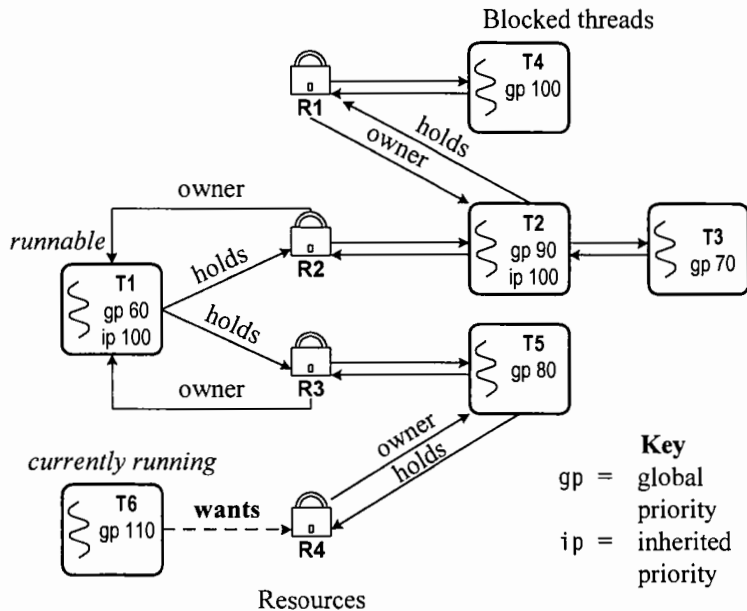 Blocked threads
T4
gp 100
R1
holds
owner
owner
runnable
T1
gp 60
ip 100
holds
R2
T2
gp 90
ip 100
T3
gp 70
holds
R3
T5
gp 80
owner
owner
holds
currently running
T6
gp 110
wants
R4
Key
gp = global
priority
ip = inherited
priority
Resources